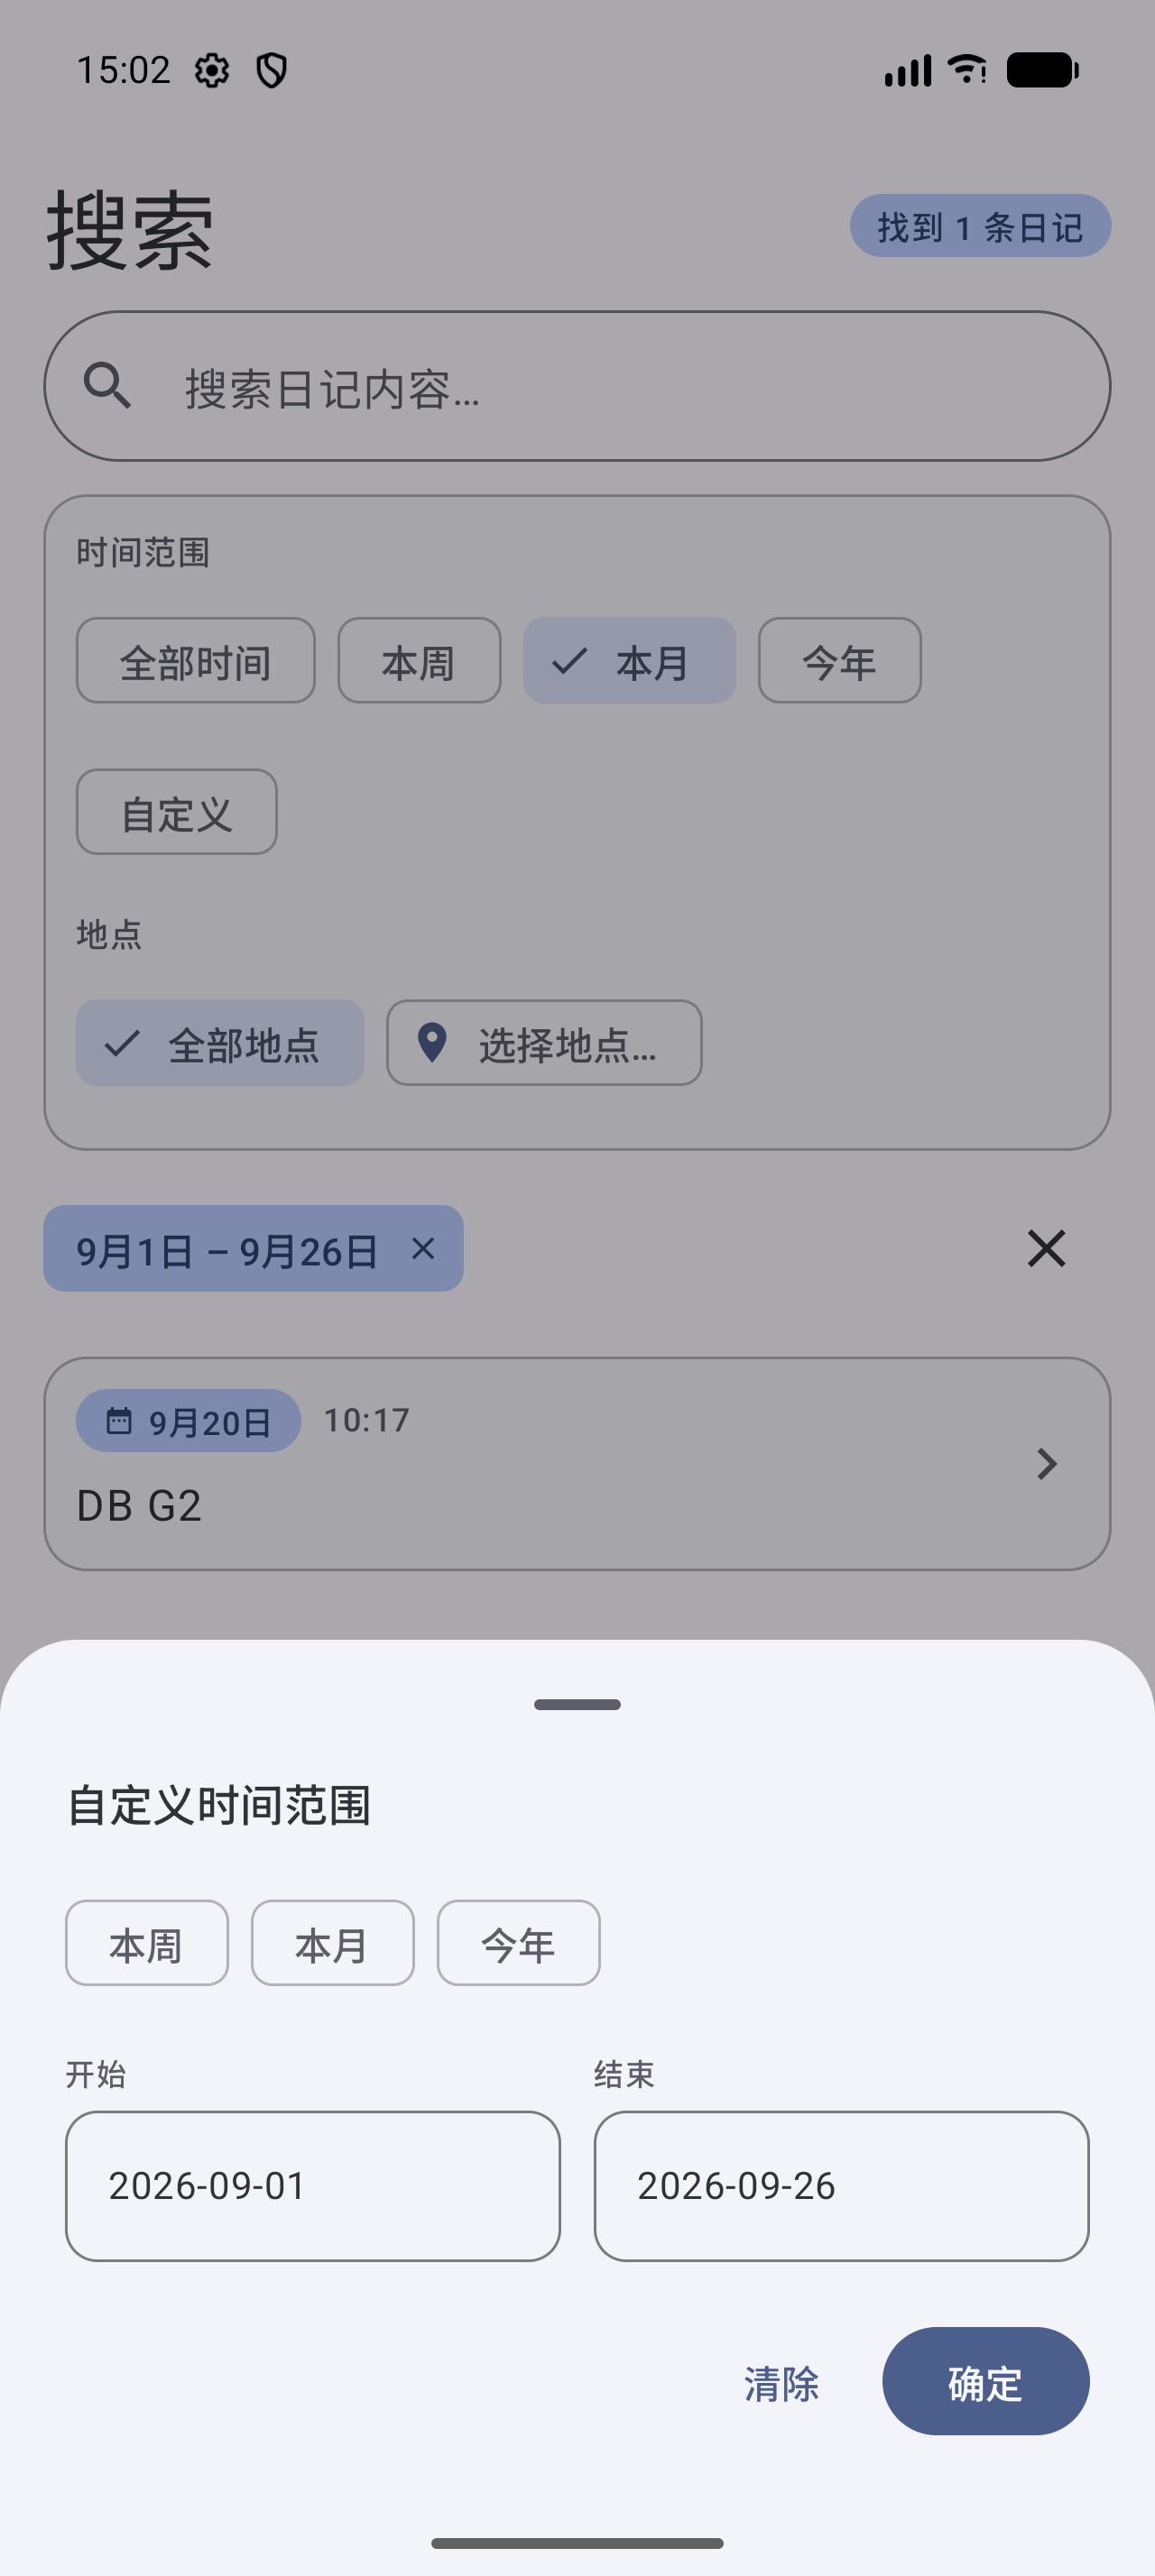 15:02
搜索
找到 1 条日记
搜索日记内容…
时间范围
全部时间 本周 本月 今年
自定义
地点
全部地点 选择地点…
9月1日 – 9月26日
9月20日 10:17
DB G2
自定义时间范围
本周 本月 今年
开始 结束
2026-09-01 2026-09-26
清除 确定